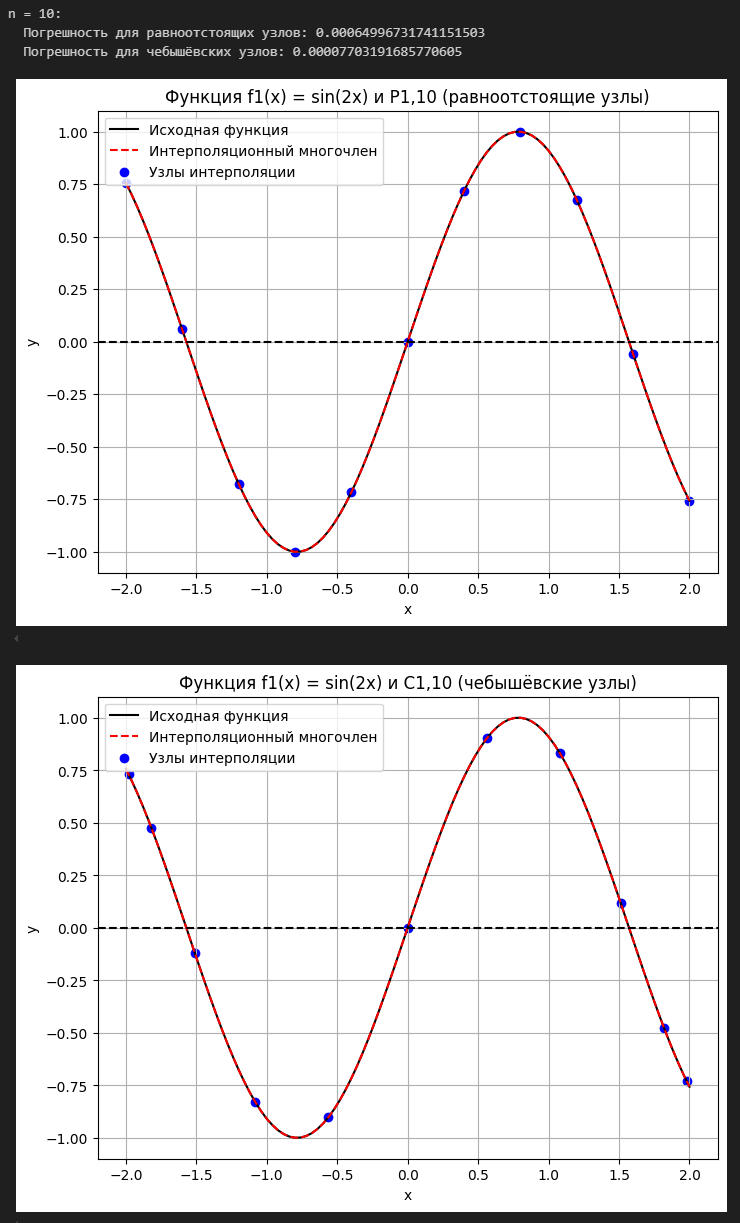 n = 10:
Погрешность для равноотстоящих узлов: 0.00064996731741151503
Погрешность для чебышёвских узлов: 0.00007703191685770605
Функция f1(x) = sin(2x) и P1,10 (равноотстоящие узлы)
Исходная функция
Интерполяционный многочлен
Узлы интерполяции
1.00
0.75
0.50
0.25
0.00
−0.25
−0.50
−0.75
−1.00
y
−2.0 −1.5 −1.0 −0.5 0.0 0.5 1.0 1.5 2.0
x
Функция f1(x) = sin(2x) и C1,10 (чебышёвские узлы)
Исходная функция
Интерполяционный многочлен
Узлы интерполяции
1.00
0.75
0.50
0.25
0.00
−0.25
−0.50
−0.75
−1.00
y
−2.0 −1.5 −1.0 −0.5 0.0 0.5 1.0 1.5 2.0
x